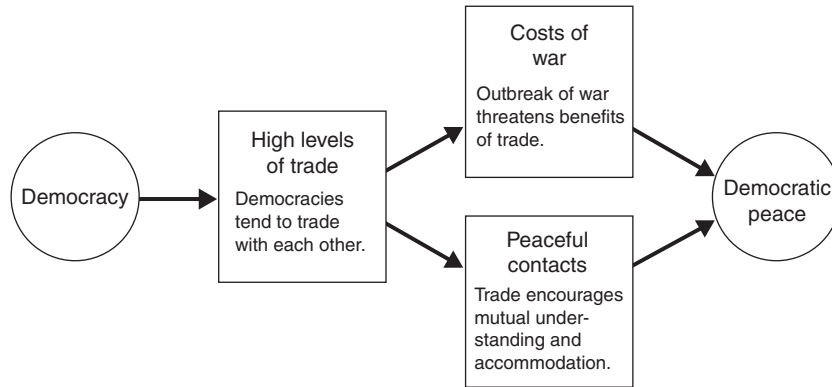 Democracy
High levels
of trade
Democracies
tend to trade
with each other.
Costs of
war
Outbreak of war
threatens benefits
of trade.
Peaceful
contacts
Trade encourages
mutual under-
standing and
accommodation.
Democratic
peace